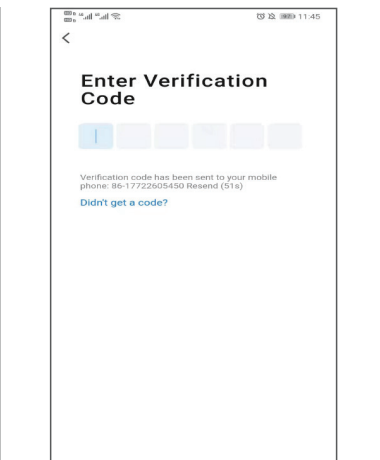 11:45
Enter Verification
Code
Verification code has been sent to your mobile
phone: 86-17722605450 Resend (51s)
Didn't get a code?